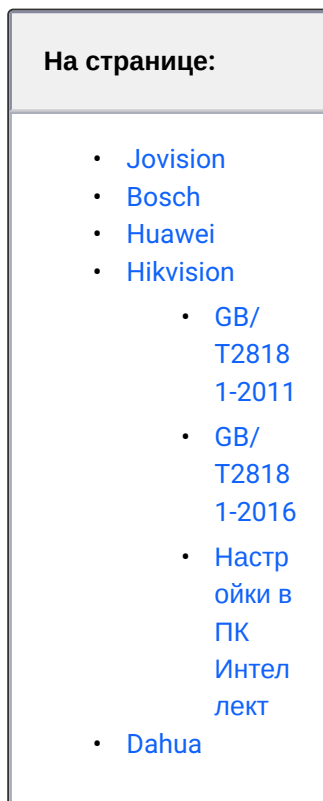 На странице:
• Jovision
• Bosch
• Huawei
• Hikvision
• GB/
T2818
1-2011
• GB/
T2818
1-2016
• Настр
ойки в
ПК
Интел
лект
• Dahua